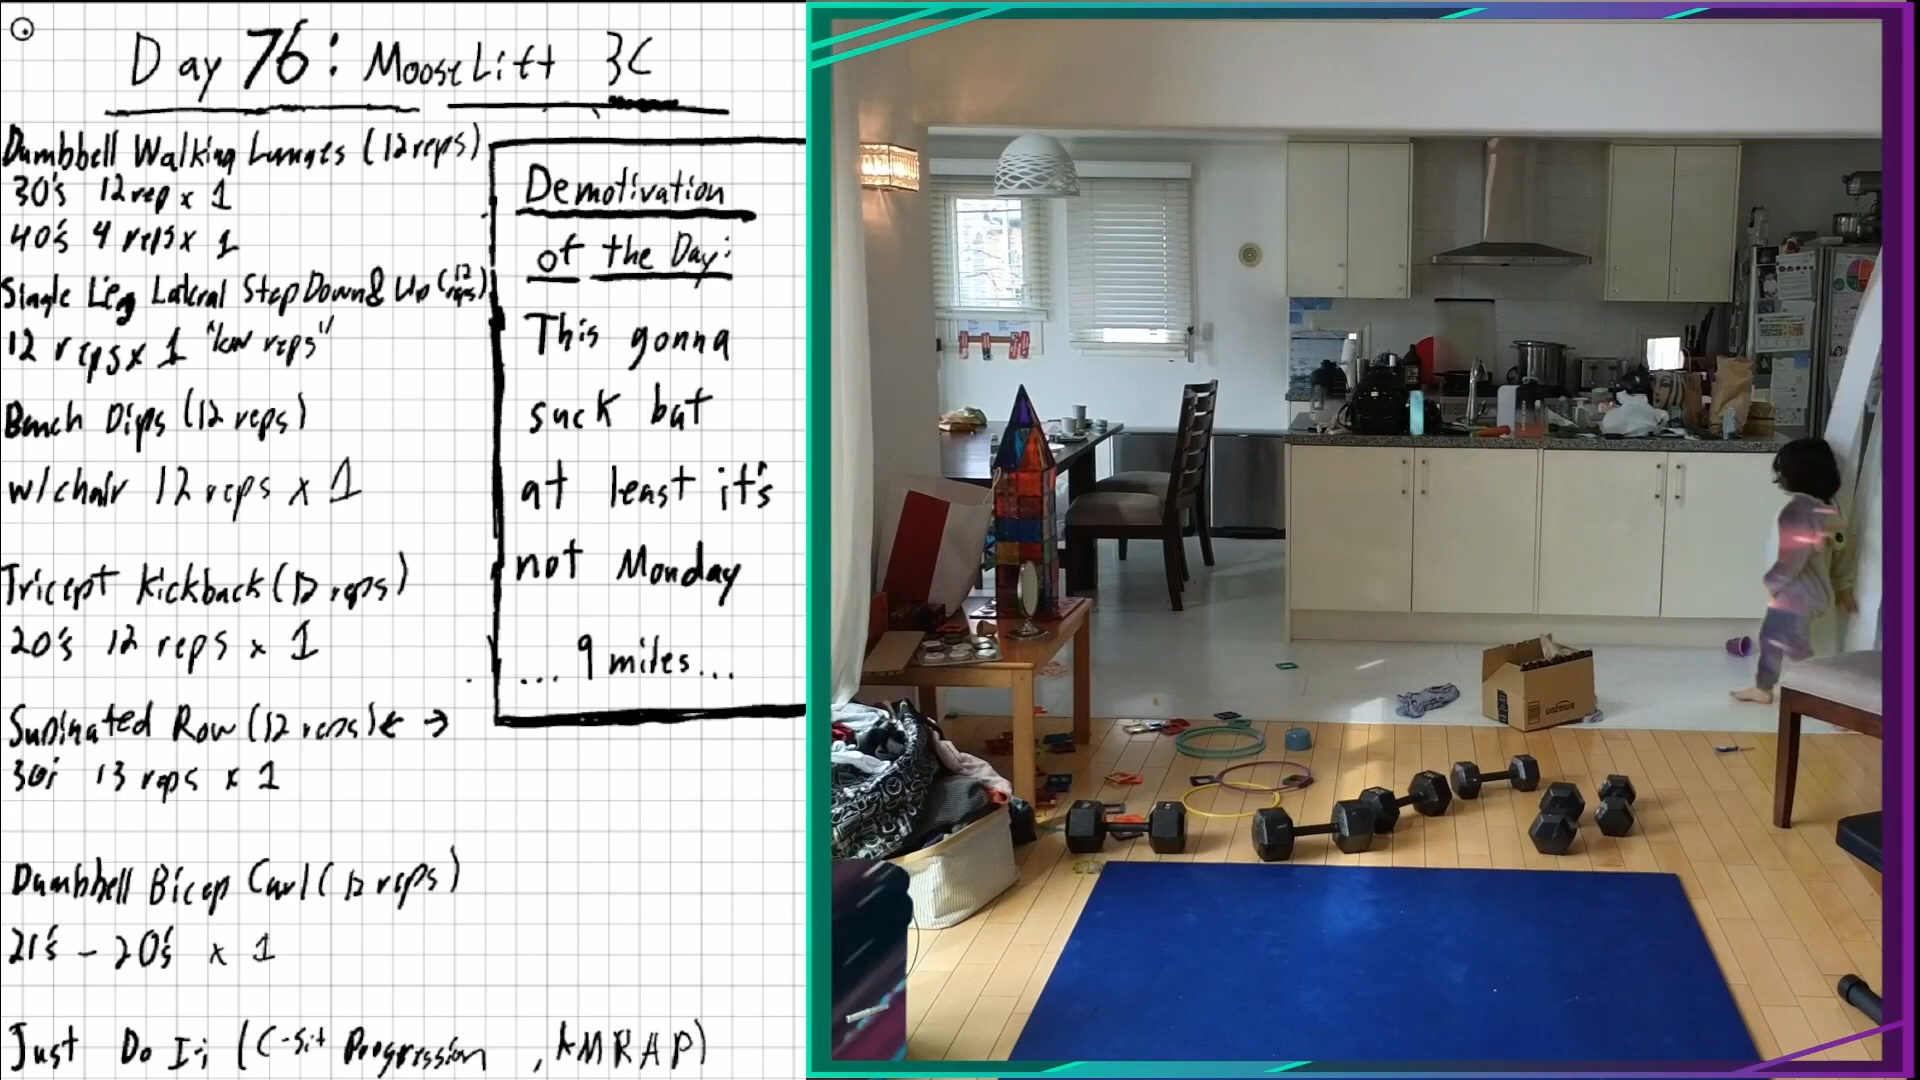 Day 76: MooseLift 3C
Dumbbell Walking Lunges (12 reps)
30's 12 rep x 1
40's 4 reps x 1
Single Leg Lateral Step Down & Up (12 reps)
12 reps x 1 "low reps"
Bench Dips (12 reps)
w/chair 12 reps x 1
Tricept Kickback (12 reps)
20's 12 reps x 1
Supinated Row (12 reps) ← →
13 reps x 1
Dumbbell Bicep Curl (12 reps)
21's - 20's x 1
Just Do It (C-Sit Progression, AMRAP)
Demotivation
of the Day:
This gonna
suck but
at least it's
not Monday
... 9 miles...
amazon